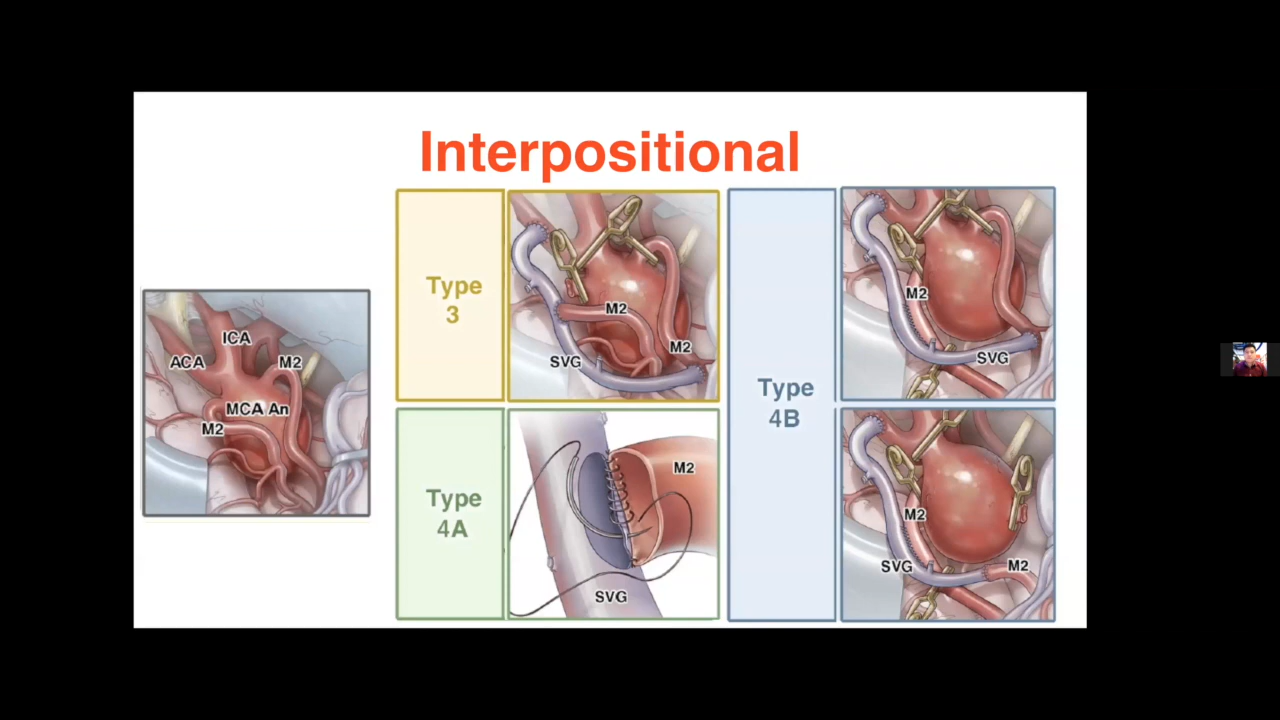 Interpositional
ICA
ACA
M2
MCA An
M2
Type
3
M2
M2
SVG
Type
4A
M2
SVG
Type
4B
M2
SVG
M2
SVG
M2